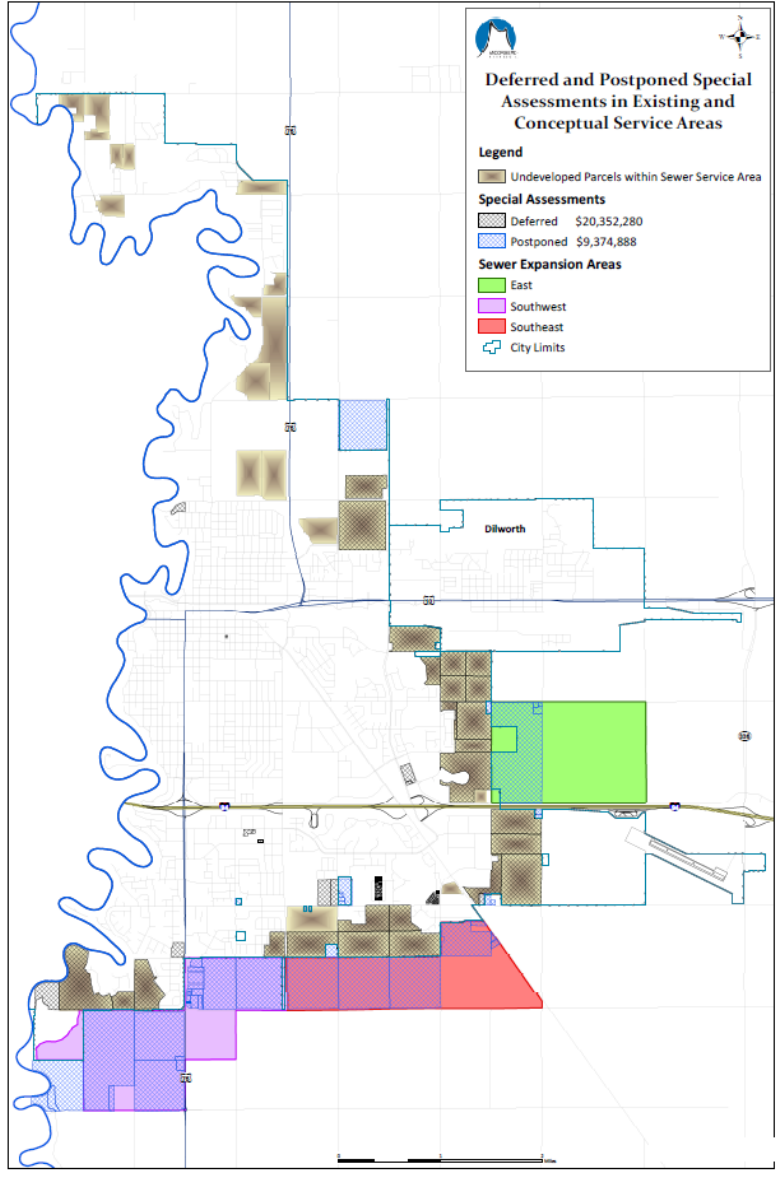 N
W E
S
Deferred and Postponed Special
Assessments in Existing and
Conceptual Service Areas
Legend
Undeveloped Parcels within Sewer Service Area
Special Assessments
Deferred $20,352,280
Postponed $9,374,888
Sewer Expansion Areas
East
Southwest
Southeast
City Limits
Dilworth